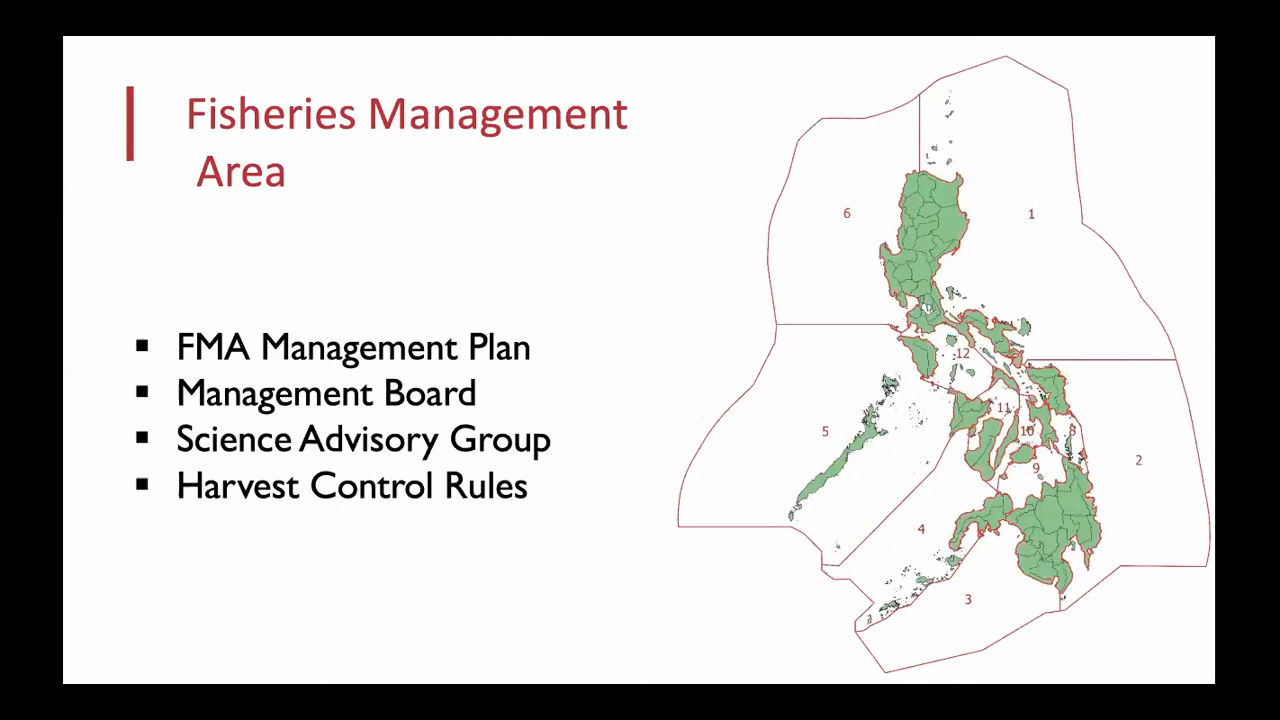 Fisheries Management
Area
▪ FMA Management Plan
▪ Management Board
▪ Science Advisory Group
▪ Harvest Control Rules
6
1
12
11
5
10
8
2
9
4
3